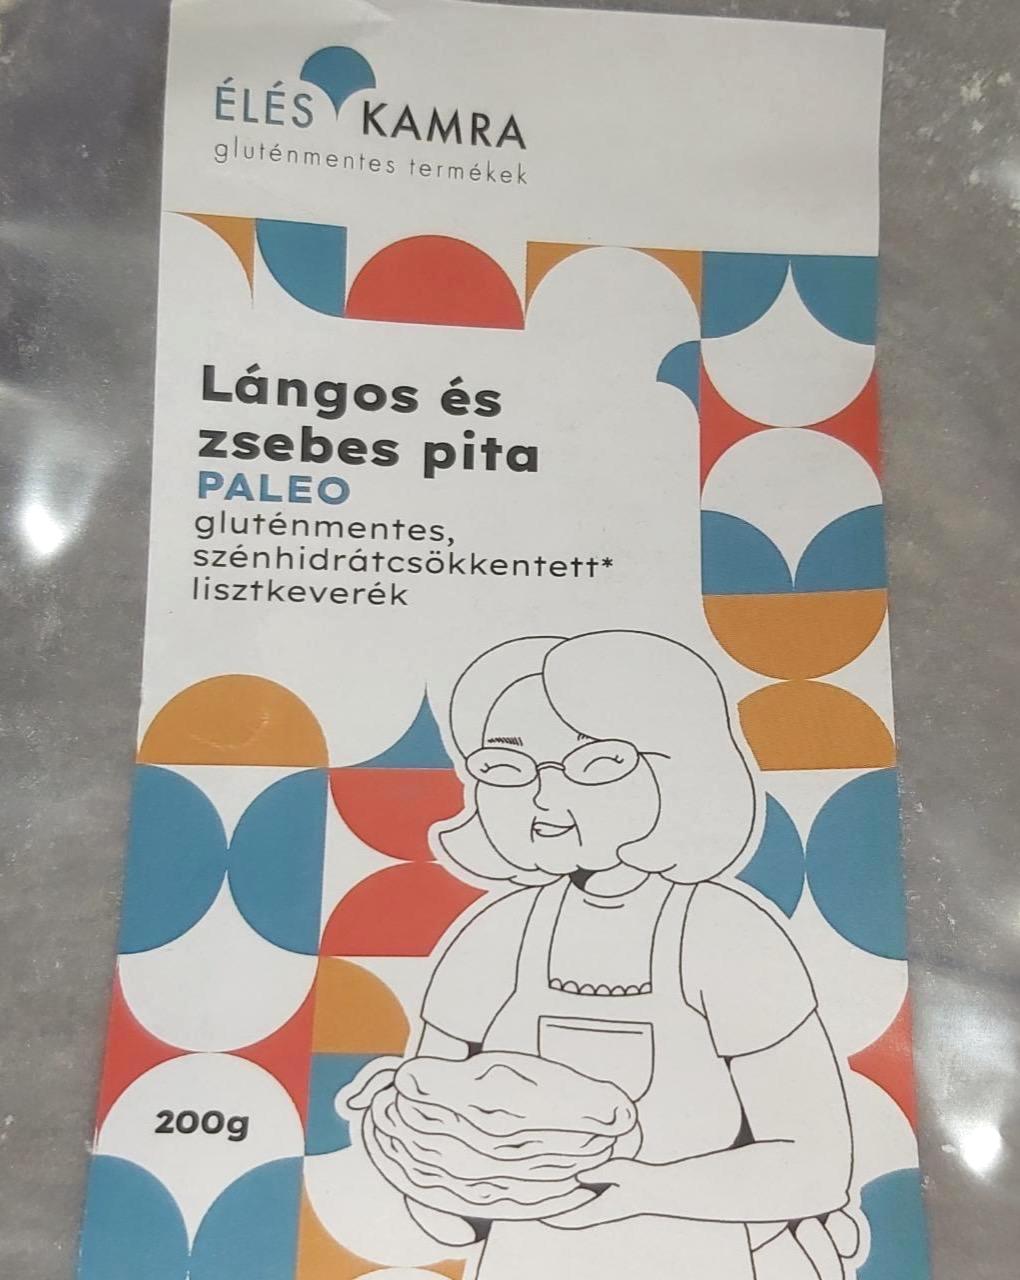 ÉLÉS KAMRA
gluténmentes termékek
Lángos és
zsebes pita
PALEO
gluténmentes,
szénhidrátcsökkentett*
lisztkeverék
200g